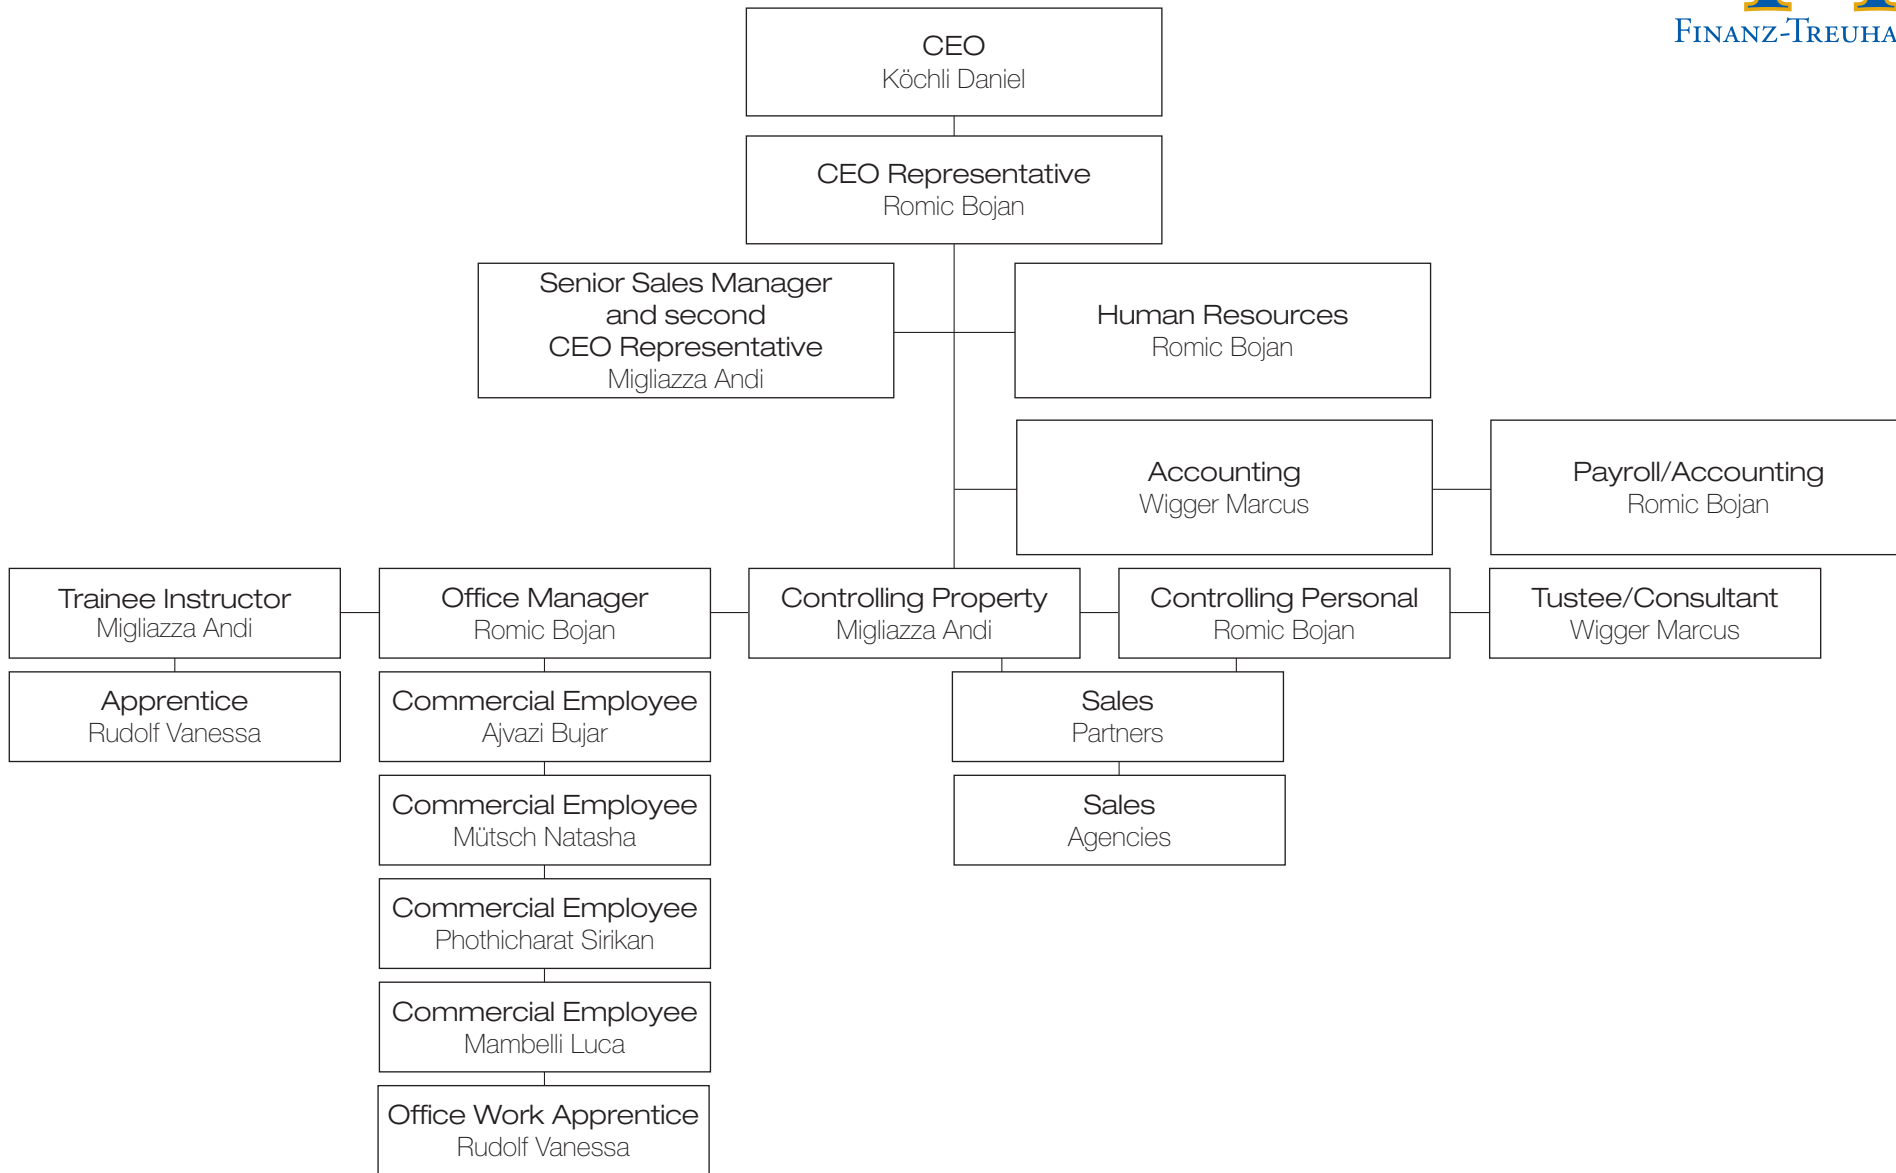 FINANZ-TREUHA
CEO
Köchli Daniel
CEO Representative
Romic Bojan
Senior Sales Manager
and second
CEO Representative
Migliazza Andi
Human Resources
Romic Bojan
Accounting
Wigger Marcus
Payroll/Accounting
Romic Bojan
Trainee Instructor
Migliazza Andi
Office Manager
Romic Bojan
Controlling Property
Migliazza Andi
Controlling Personal
Romic Bojan
Tustee/Consultant
Wigger Marcus
Apprentice
Rudolf Vanessa
Commercial Employee
Ajvazi Bujar
Sales
Partners
Commercial Employee
Mütsch Natasha
Sales
Agencies
Commercial Employee
Phothicharat Sirikan
Commercial Employee
Mambelli Luca
Office Work Apprentice
Rudolf Vanessa